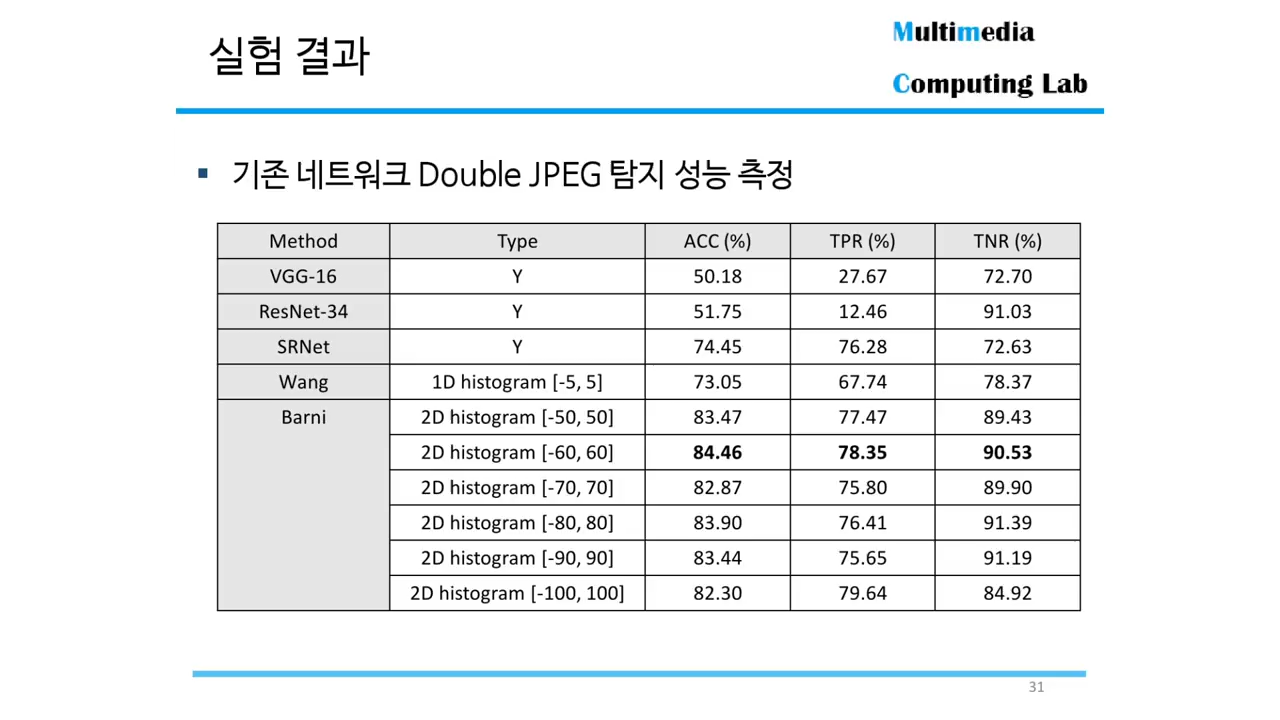 실험 결과
Multimedia
Computing Lab
▪ 기존 네트워크 Double JPEG 탐지 성능 측정
Method Type ACC (%) TPR (%) TNR (%)
VGG-16 Y 50.18 27.67 72.70
ResNet-34 Y 51.75 12.46 91.03
SRNet Y 74.45 76.28 72.63
Wang 1D histogram [-5, 5] 73.05 67.74 78.37
Barni 2D histogram [-50, 50] 83.47 77.47 89.43
2D histogram [-60, 60] 84.46 78.35 90.53
2D histogram [-70, 70] 82.87 75.80 89.90
2D histogram [-80, 80] 83.90 76.41 91.39
2D histogram [-90, 90] 83.44 75.65 91.19
2D histogram [-100, 100] 82.30 79.64 84.92
31